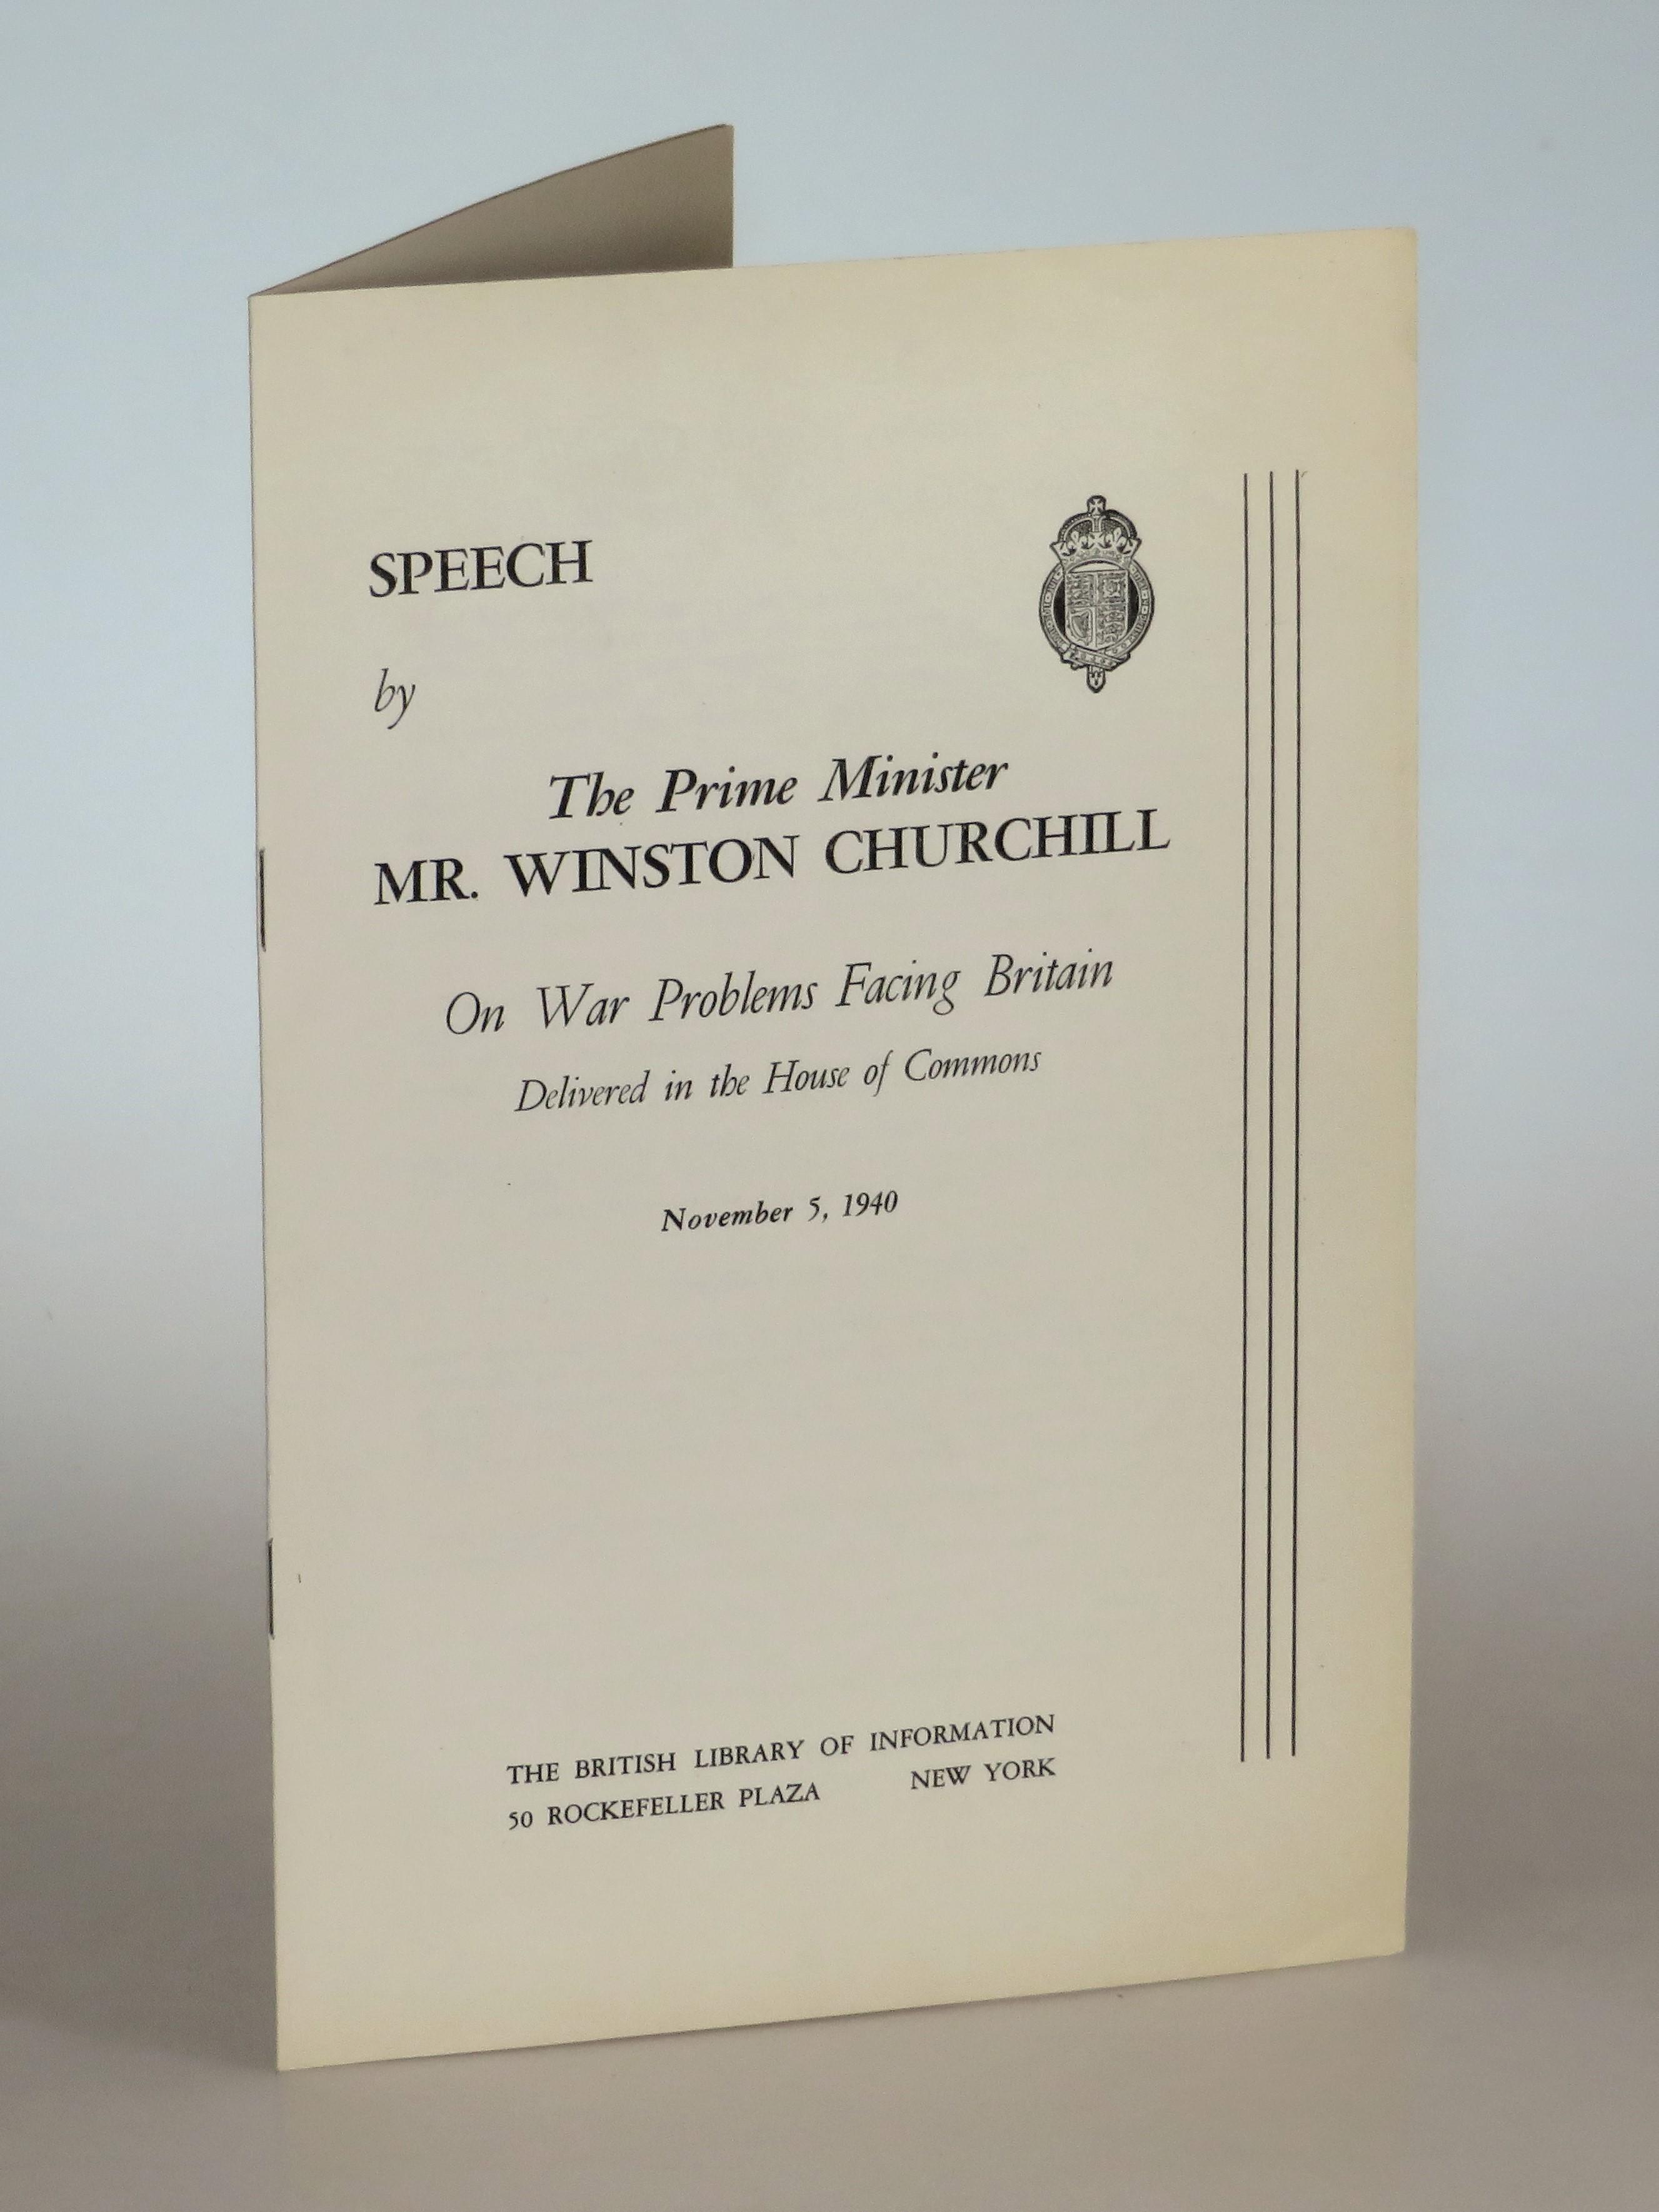 SPEECH
by
The Prime Minister
MR. WINSTON CHURCHILL
On War Problems Facing Britain
Delivered in the House of Commons
November 5, 1940
THE BRITISH LIBRARY OF INFORMATION
50 ROCKEFELLER PLAZA NEW YORK